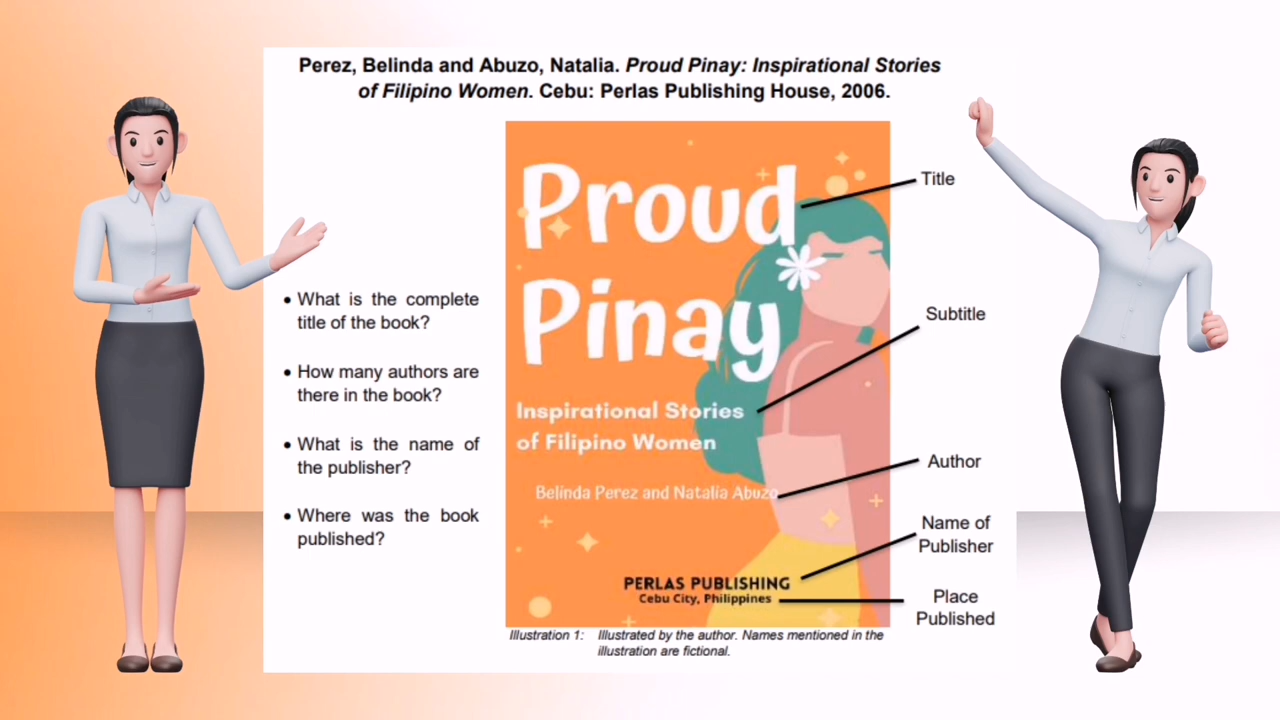 Perez, Belinda and Abuzo, Natalia. Proud Pinay: Inspirational Stories
of Filipino Women. Cebu: Perlas Publishing House, 2006.
• What is the complete
title of the book?
• How many authors are
there in the book?
• What is the name of
the publisher?
• Where was the book
published?
Proud
Pinay
Inspirational Stories
of Filipino Women
Belinda Perez and Natalia Abuzo
PERLAS PUBLISHING
Cebu City, Philippines
Title
Subtitle
Author
Name of
Publisher
Place
Published
Illustration 1: Illustrated by the author. Names mentioned in the
illustration are fictional.